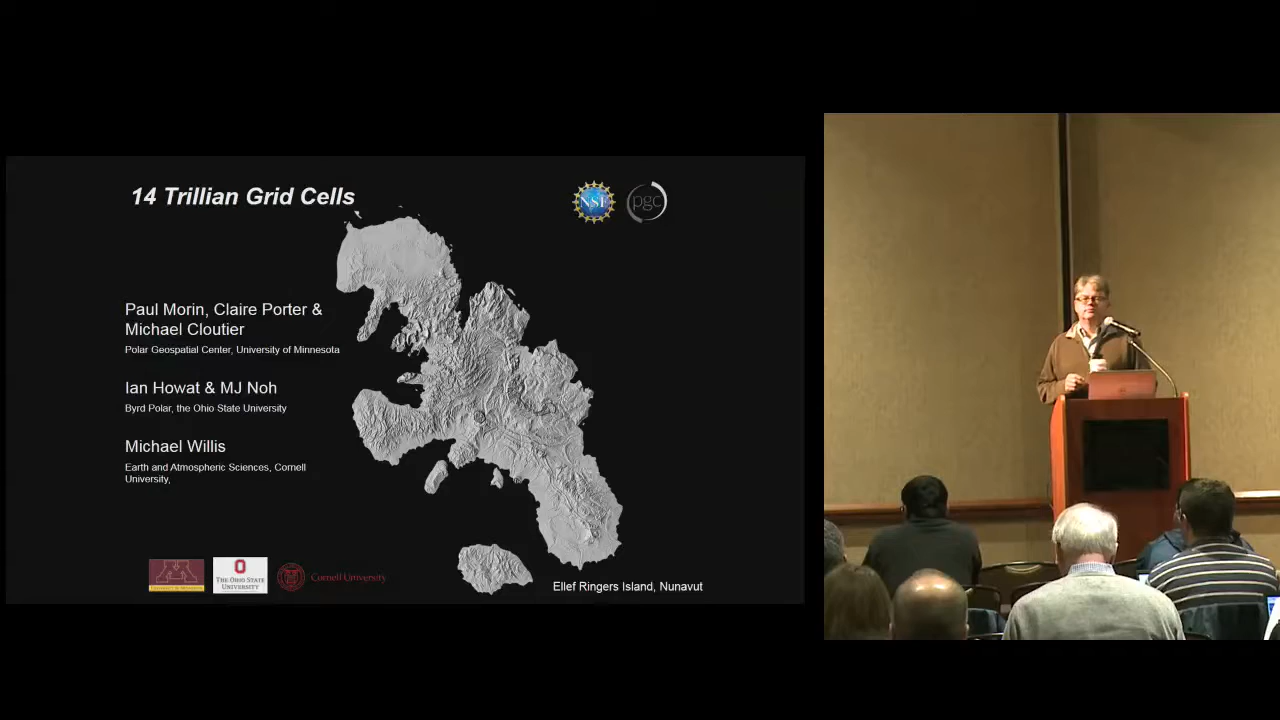 14 Trillian Grid Cells
NSF
pgc
Paul Morin, Claire Porter &
Michael Cloutier
Polar Geospatial Center, University of Minnesota
Ian Howat & MJ Noh
Byrd Polar, the Ohio State University
Michael Willis
Earth and Atmospheric Sciences, Cornell
University,
THE OHIO STATE
UNIVERSITY
Cornell University
Ellef Ringers Island, Nunavut